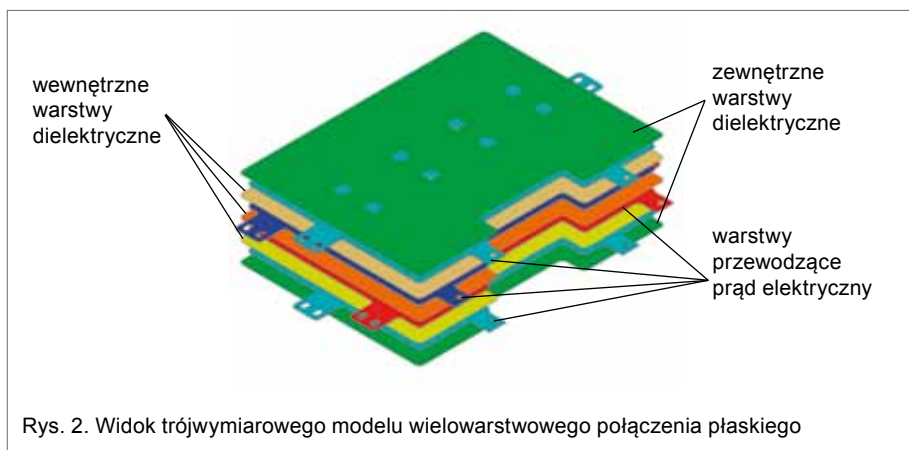 wewnętrzne
warstwy
dielektryczne
zewnętrzne
warstwy
dielektryczne
warstwy
przewodzące
prąd elektryczny
Rys. 2. Widok trójwymiarowego modelu wielowarstwowego połączenia płaskiego